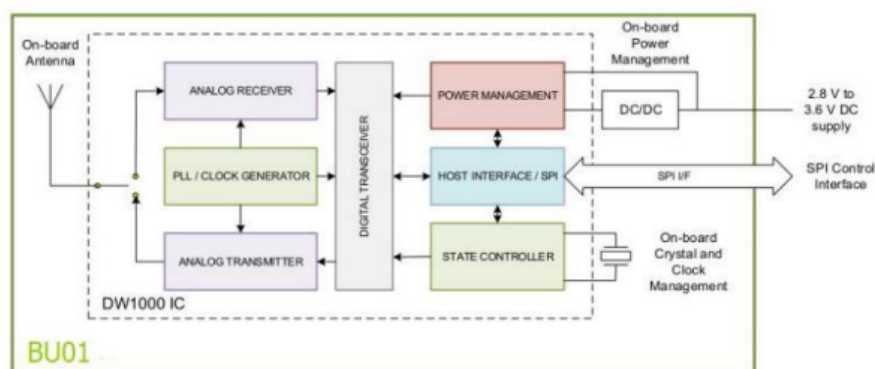 On-board
Antenna
On-board
Power
Management
ANALOG RECEIVER
POWER MANAGEMENT
DC/DC
2.8 V to
3.6 V DC
supply
PLL / CLOCK GENERATOR
DIGITAL TRANSCEIVER
HOST INTERFACE / SPI
SPI I/F
SPI Control
Interface
ANALOG TRANSMITTER
STATE CONTROLLER
On-board
Crystal and
Clock
Management
DW1000 IC
BU01